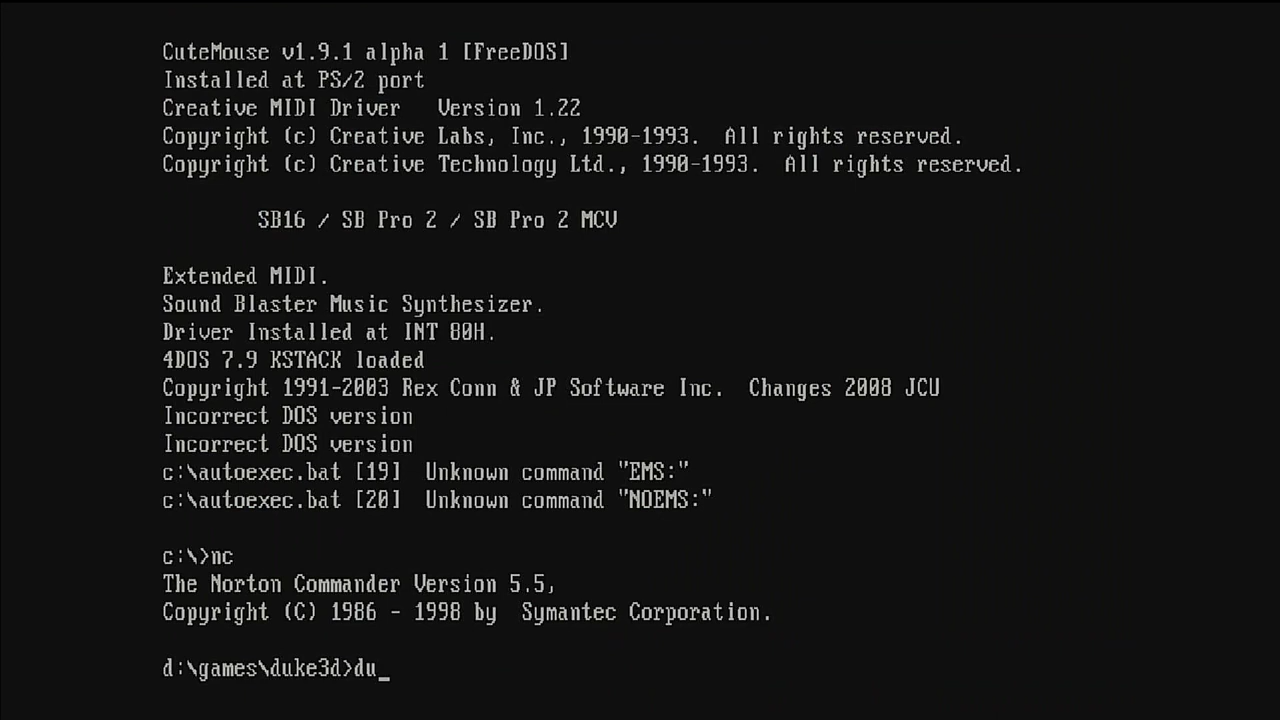 CuteMouse v1.9.1 alpha 1 [FreeDOS]
Installed at PS/2 port
Creative MIDI Driver   Version 1.22
Copyright (c) Creative Labs, Inc., 1990-1993.  All rights reserved.
Copyright (c) Creative Technology Ltd., 1990-1993.  All rights reserved.
SB16 / SB Pro 2 / SB Pro 2 MCV
Extended MIDI.
Sound Blaster Music Synthesizer.
Driver Installed at INT 80H.
4DOS 7.9 KSTACK loaded
Copyright 1991-2003 Rex Conn & JP Software Inc.  Changes 2008 JCU
Incorrect DOS version
Incorrect DOS version
c:\autoexec.bat [19]  Unknown command "EMS:"
c:\autoexec.bat [20]  Unknown command "NOEMS:"
c:\>nc
The Norton Commander Version 5.5,
Copyright (C) 1986 - 1998 by  Symantec Corporation.
d:\games\duke3d>du_